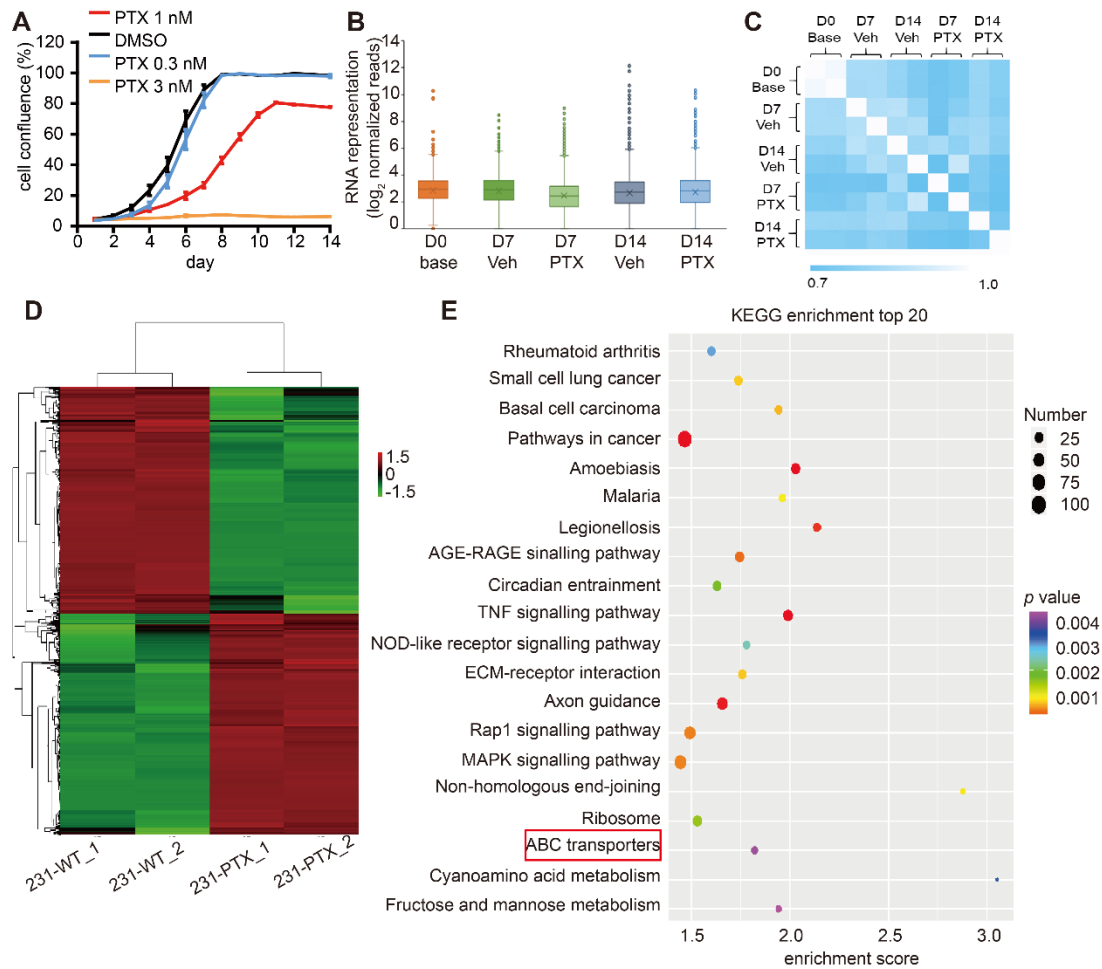 A
PTX 1 nM
DMSO
PTX 0.3 nM
PTX 3 nM
cell confluence (%)
120
100
80
60
40
20
0
0 2 4 6 8 10 12 14
day
B
RNA representation
(log2 normalized reads)
14
12
10
8
6
4
2
0
D0 D7 D7 D14 D14
base Veh PTX Veh PTX
C
D0 D7 D14 D7 D14
Base Veh Veh PTX PTX
D0
Base
D7
Veh
D14
Veh
D7
PTX
D14
PTX
0.7 1.0
D
1.5
0
-1.5
231-WT_1
231-WT_2
231-PTX_1
231-PTX_2
E
KEGG enrichment top 20
Rheumatoid arthritis
Small cell lung cancer
Basal cell carcinoma
Pathways in cancer
Amoebiasis
Malaria
Legionellosis
AGE-RAGE sinalling pathway
Circadian entrainment
TNF signalling pathway
NOD-like receptor signalling pathway
ECM-receptor interaction
Axon guidance
Rap1 signalling pathway
MAPK signalling pathway
Non-homologous end-joining
Ribosome
ABC transporters
Cyanoamino acid metabolism
Fructose and mannose metabolism
1.5 2.0 2.5 3.0
enrichment score
Number
25
50
75
100
p value
0.004
0.003
0.002
0.001